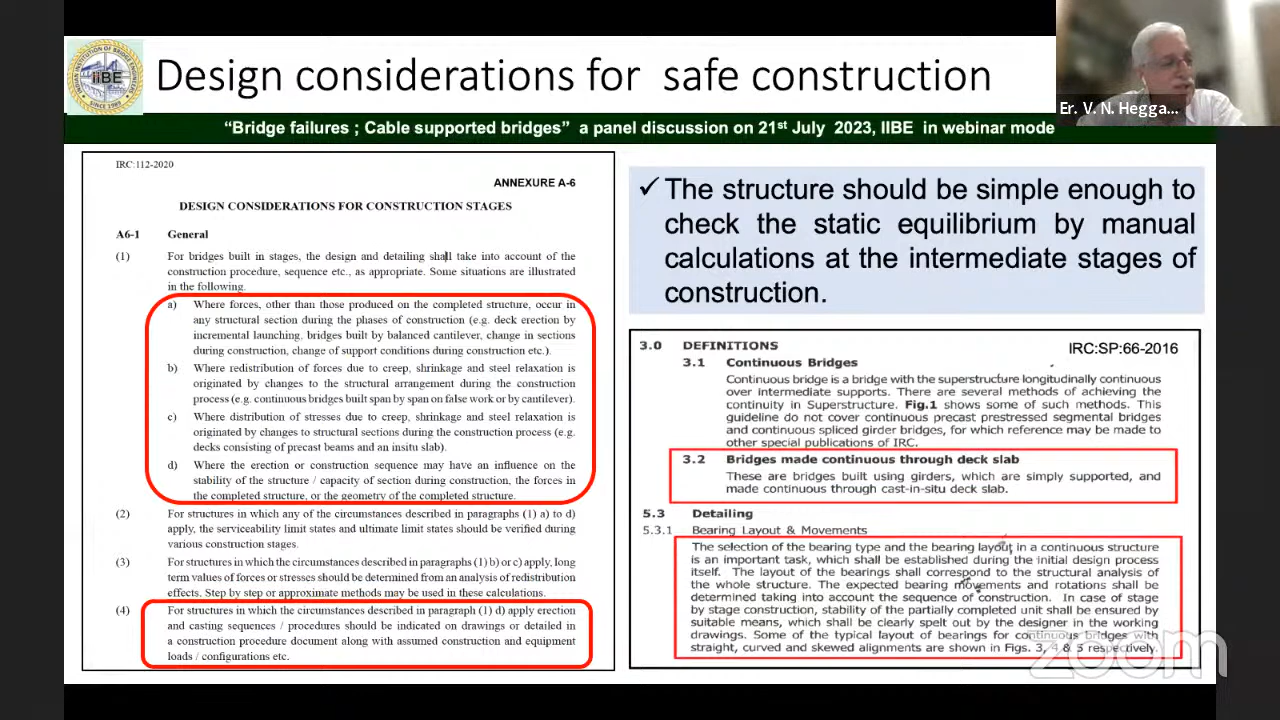 IIBE
SINCE 1989
Design considerations for safe construction
Er. V. N. Hegga...
“Bridge failures ; Cable supported bridges” a panel discussion on 21st July 2023, IIBE in webinar mode
IRC:112-2020
ANNEXURE A-6
DESIGN CONSIDERATIONS FOR CONSTRUCTION STAGES
A6-1 General
(1) For bridges built in stages, the design and detailing shall take into account of the
construction procedure, sequence etc., as appropriate. Some situations are illustrated
in the following.
a) Where forces, other than those produced on the completed structure, occur in
any structural section during the phases of construction (e.g. deck erection by
incremental launching, bridges built by balanced cantilever, change in sections
during construction, change of support conditions during construction etc.).
b) Where redistribution of forces due to creep, shrinkage and steel relaxation is
originated by changes to the structural arrangement during the construction
process (e.g. continuous bridges built span by span on false work or by cantilever).
c) Where distribution of stresses due to creep, shrinkage and steel relaxation is
originated by changes to structural sections during the construction process (e.g.
decks consisting of precast beams and an insitu slab).
d) Where the erection or construction sequence may have an influence on the
stability of the structure / capacity of section during construction, the forces in
the completed structure, or the geometry of the completed structure.
(2) For structures in which any of the circumstances described in paragraphs (1) a) to d)
apply, the serviceability limit states and ultimate limit states should be verified during
various construction stages.
(3) For structures in which the circumstances described in paragraphs (1) b) or c) apply, long
term values of forces or stresses should be determined from an analysis of redistribution
effects. Step by step or approximate methods may be used in these calculations.
(4) For structures in which the circumstances described in paragraph (1) d) apply erection
and casting sequences / procedures should be indicated on drawings or detailed in
a construction procedure document along with assumed construction and equipment
loads / configurations etc.
✓ The structure should be simple enough to
check the static equilibrium by manual
calculations at the intermediate stages of
construction.
3.0 DEFINITIONS
IRC:SP:66-2016
3.1 Continuous Bridges
Continuous bridge is a bridge with the superstructure longitudinally continuous
over intermediate supports. There are several methods of achieving the
continuity in Superstructure. Fig.1 shows some of such methods. This
guideline do not cover continuous precast prestressed segmental bridges
and continuous spliced girder bridges, for which reference may be made to
other special publications of IRC.
3.2 Bridges made continuous through deck slab
These are bridges built using girders, which are simply supported, and
made continuous through cast-in-situ deck slab.
5.3 Detailing
5.3.1 Bearing Layout & Movements
The selection of the bearing type and the bearing layout in a continuous structure
is an important task, which shall be established during the initial design process
itself. The layout of the bearings shall correspond to the structural analysis of
the whole structure. The expected bearing movements and rotations shall be
determined taking into account the sequence of construction. In case of stage
by stage construction, stability of the partially completed unit shall be ensured by
suitable means, which shall be clearly spelt out by the designer in the working
drawings. Some of the typical layout of bearings for continuous bridges with
straight, curved and skewed alignments are shown in Figs. 3, 4 & 5 respectively.
zoom